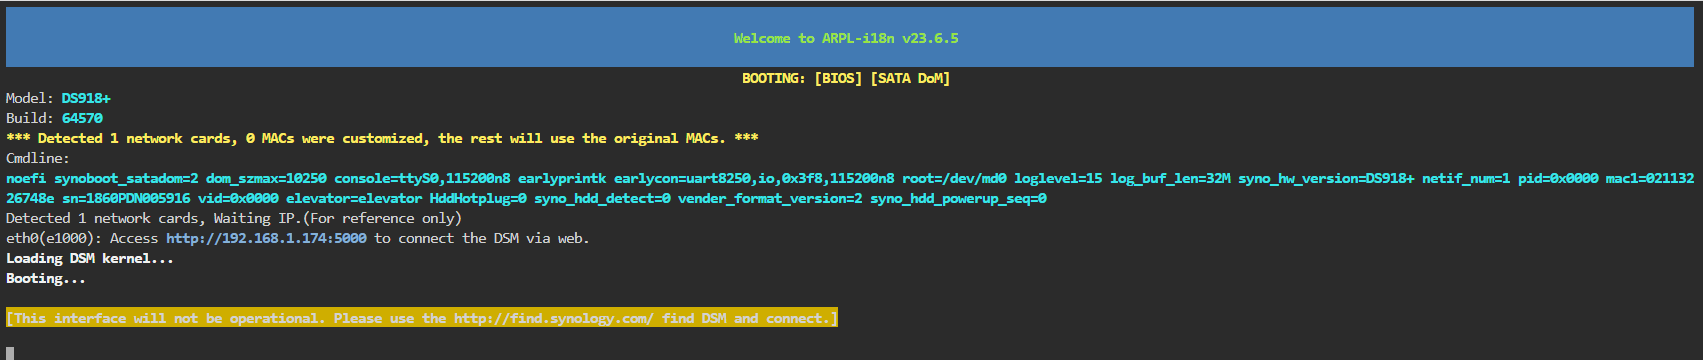 Welcome to ARPL-i18n v23.6.5
BOOTING: [BIOS] [SATA DoM]
Model: DS918+
Build: 64570
*** Detected 1 network cards, 0 MACs were customized, the rest will use the original MACs. ***
Cmdline:
noefi synoboot_satadom=2 dom_szmax=10250 console=ttyS0,115200n8 earlyprintk earlycon=uart8250,io,0x3f8,115200n8 root=/dev/md0 loglevel=15 log_buf_len=32M syno_hw_version=DS918+ netif_num=1 pid=0x0000 mac1=021132
26748e sn=1860PDN005916 vid=0x0000 elevator=elevator HddHotplug=0 syno_hdd_detect=0 vender_format_version=2 syno_hdd_powerup_seq=0
Detected 1 network cards, Waiting IP.(For reference only)
eth0(e1000): Access http://192.168.1.174:5000 to connect the DSM via web.
Loading DSM kernel...
Booting...
[This interface will not be operational. Please use the http://find.synology.com/ find DSM and connect.]